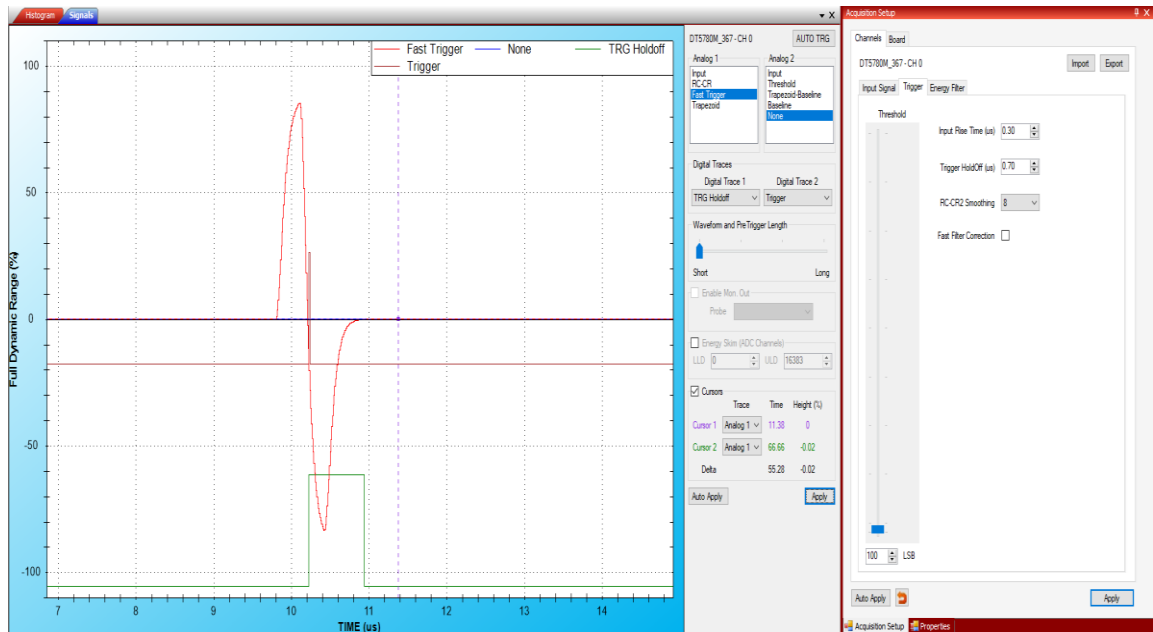 Histogram Signals
Fast Trigger None TRG Holdoff
Trigger
Full Dynamic Range (%)
100
50
0
-50
-100
7 8 9 10 11 12 13 14
TIME (us)
X
DT5780M_367 - CH 0 AUTO TRG
Analog 1 Analog 2
Input Input
RC-CR Threshold
Fast Trigger Trapezoid-Baseline
Trapezoid Baseline
None
Digital Traces
Digital Trace 1 Digital Trace 2
TRG Holdoff Trigger
Waveform and PreTrigger Length
Short Long
Enable Mon. Out
Probe
Energy Skim (ADC Channels)
LLD 0 ULD 16383
Cursors
Trace Time Height (%)
Cursor 1 Analog 1 11.38 0
Cursor 2 Analog 1 66.66 -0.02
Delta 55.28 -0.02
Auto Apply Apply
Acquisition Setup X
Channels Board
DT5780M_367 - CH 0 Import Export
Input Signal Trigger Energy Filter
Threshold
Input Rise Time (us) 0.30
Trigger HoldOff (us) 0.70
RC-CR2 Smoothing 8
Fast Filter Correction
100 LSB
Auto Apply Apply
Acquisition Setup Properties